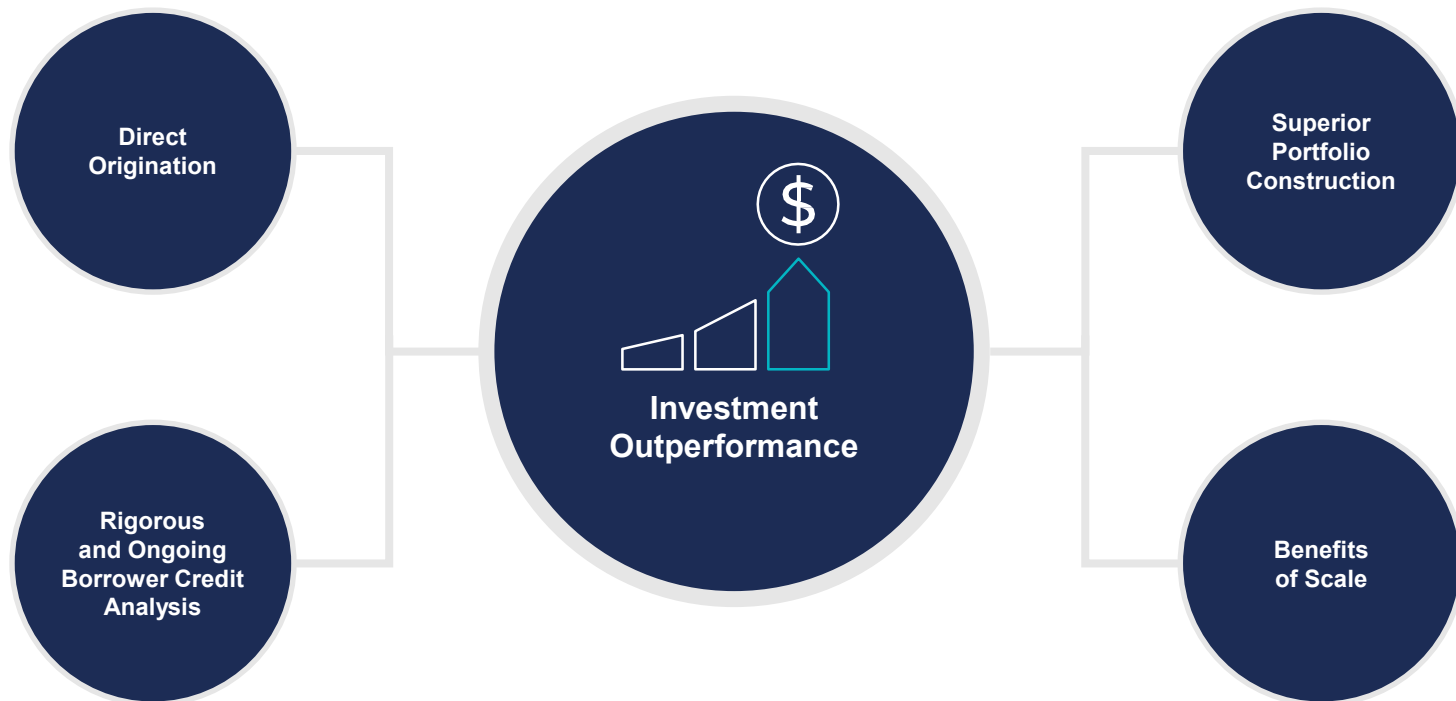 Direct
Origination
Rigorous
and Ongoing
Borrower Credit
Analysis
$
Investment
Outperformance
Superior
Portfolio
Construction
Benefits
of Scale